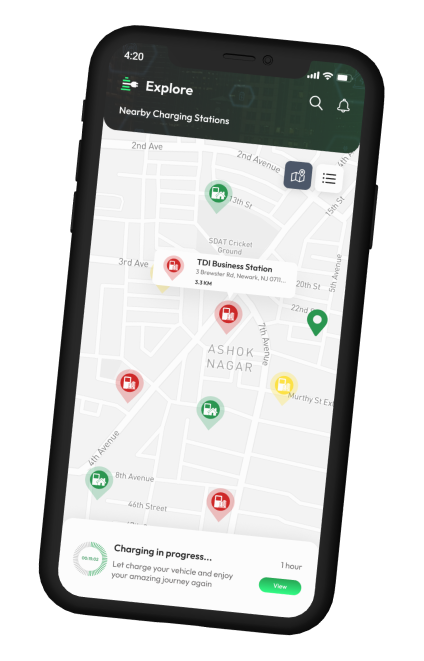 4:20
Explore
Nearby Charging Stations
2nd Ave
2nd Avenue
15th St
13th St
SDAT Cricket
Ground
5th Avenue
3rd Ave
TDI Business Station
3 Brewster Rd, Newark, NJ 0711...
3.3 KM
20th St
22nd
7th Avenue
ASHOK
NAGAR
Murthy St Ex
4th Avenue
8th Avenue
46th Street
Charging in progress...
Let charge your vehicle and enjoy
your amazing journey again
1 hour
View